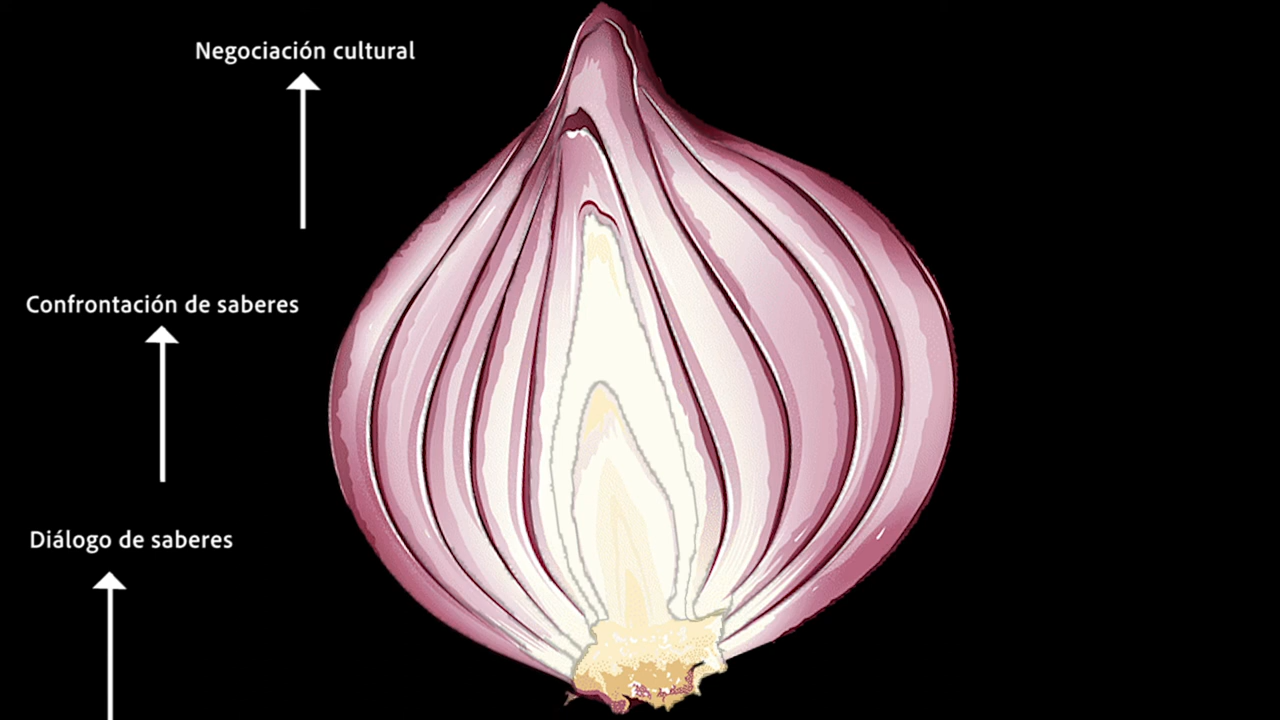 Negociación cultural
Confrontación de saberes
Diálogo de saberes